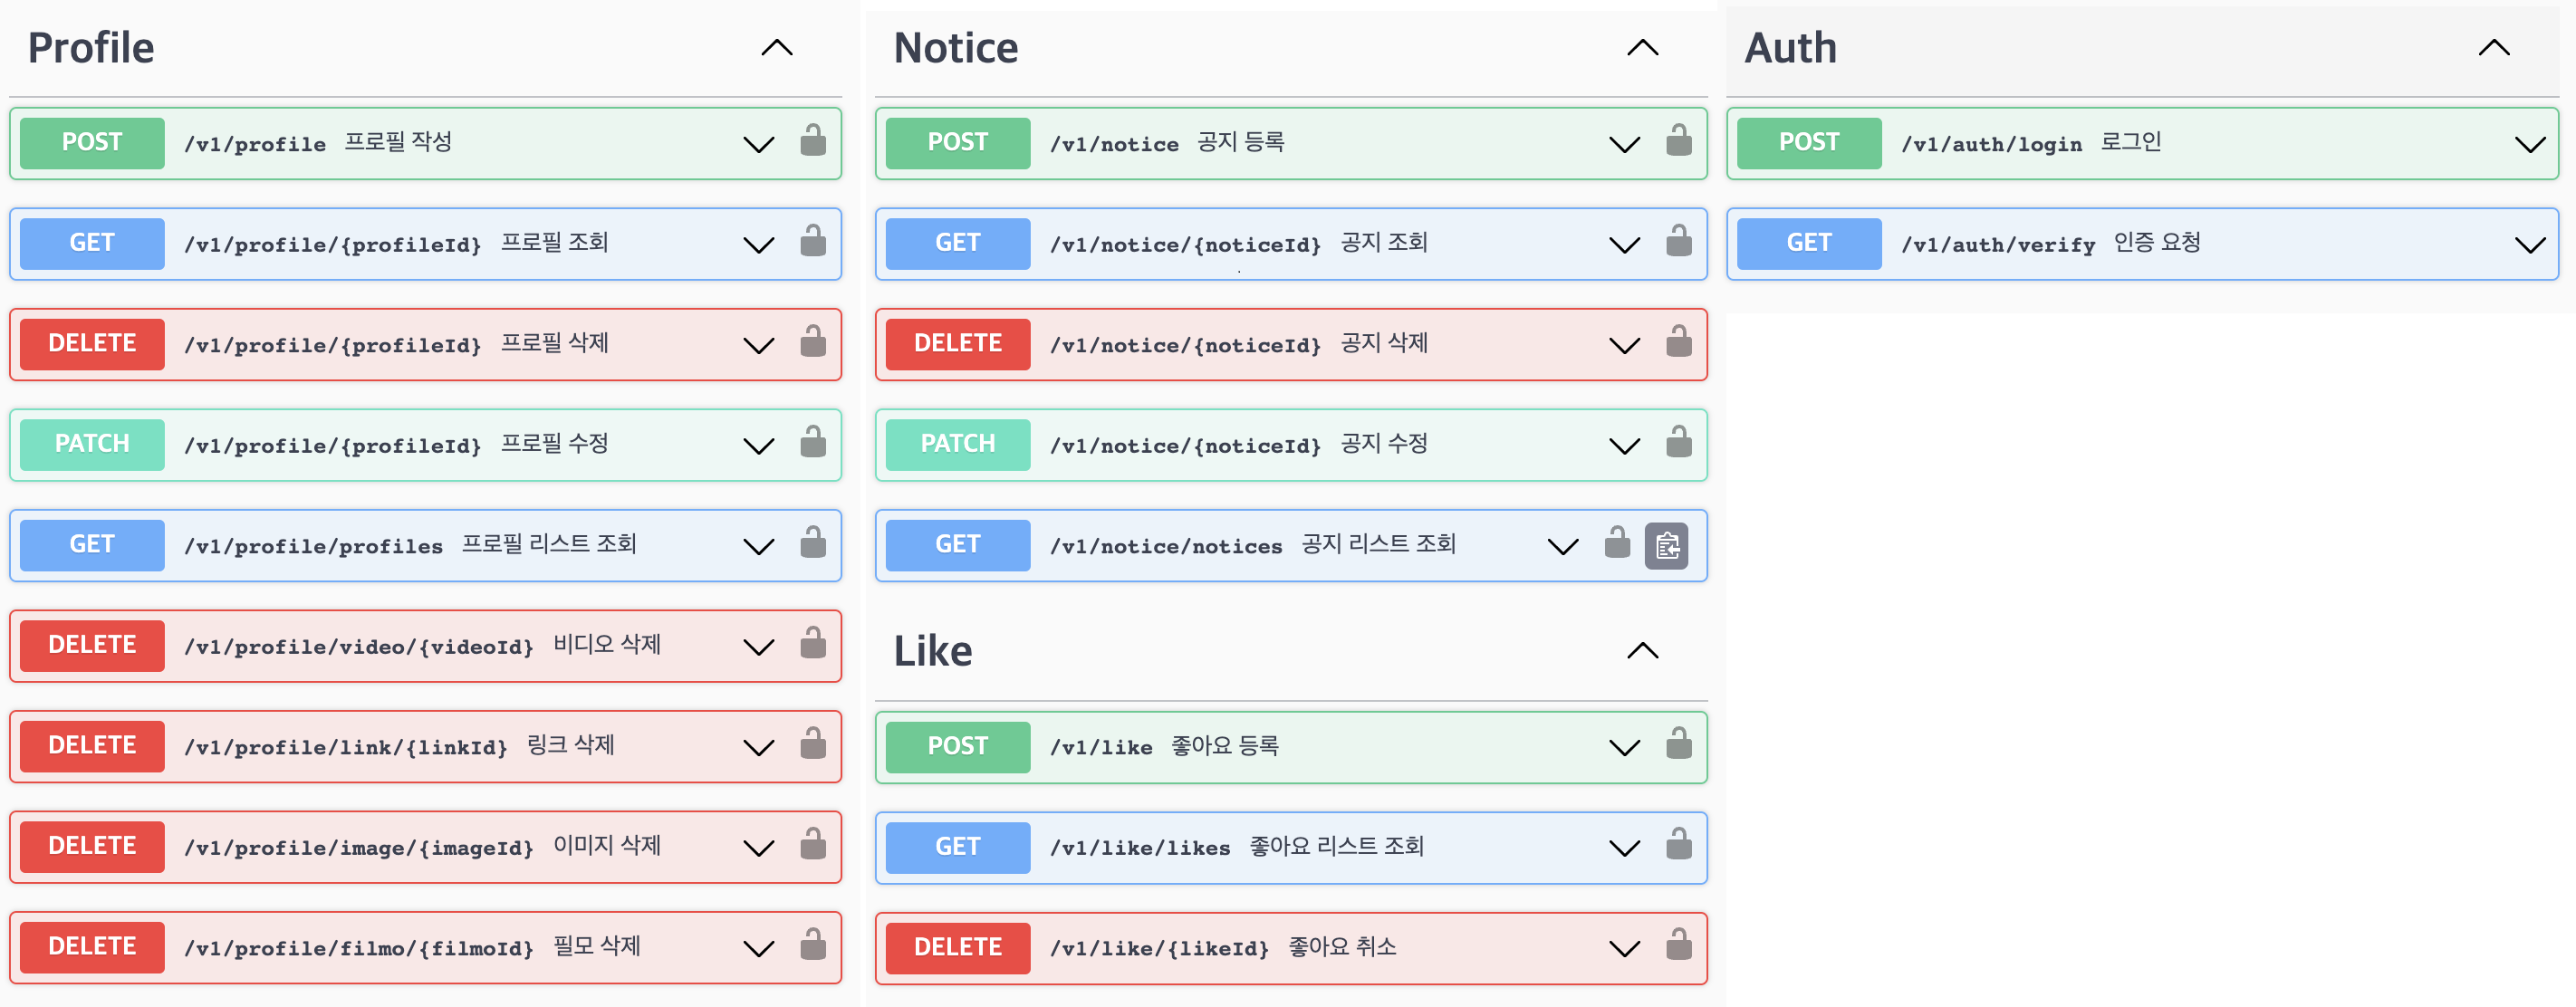 Profile
POST /v1/profile 프로필 작성
GET /v1/profile/{profileId} 프로필 조회
DELETE /v1/profile/{profileId} 프로필 삭제
PATCH /v1/profile/{profileId} 프로필 수정
GET /v1/profile/profiles 프로필 리스트 조회
DELETE /v1/profile/video/{videoId} 비디오 삭제
DELETE /v1/profile/link/{linkId} 링크 삭제
DELETE /v1/profile/image/{imageId} 이미지 삭제
DELETE /v1/profile/filmo/{filmoId} 필모 삭제
Notice
POST /v1/notice 공지 등록
GET /v1/notice/{noticeId} 공지 조회
DELETE /v1/notice/{noticeId} 공지 삭제
PATCH /v1/notice/{noticeId} 공지 수정
GET /v1/notice/notices 공지 리스트 조회
Like
POST /v1/like 좋아요 등록
GET /v1/like/likes 좋아요 리스트 조회
DELETE /v1/like/{likeId} 좋아요 취소
Auth
POST /v1/auth/login 로그인
GET /v1/auth/verify 인증 요청